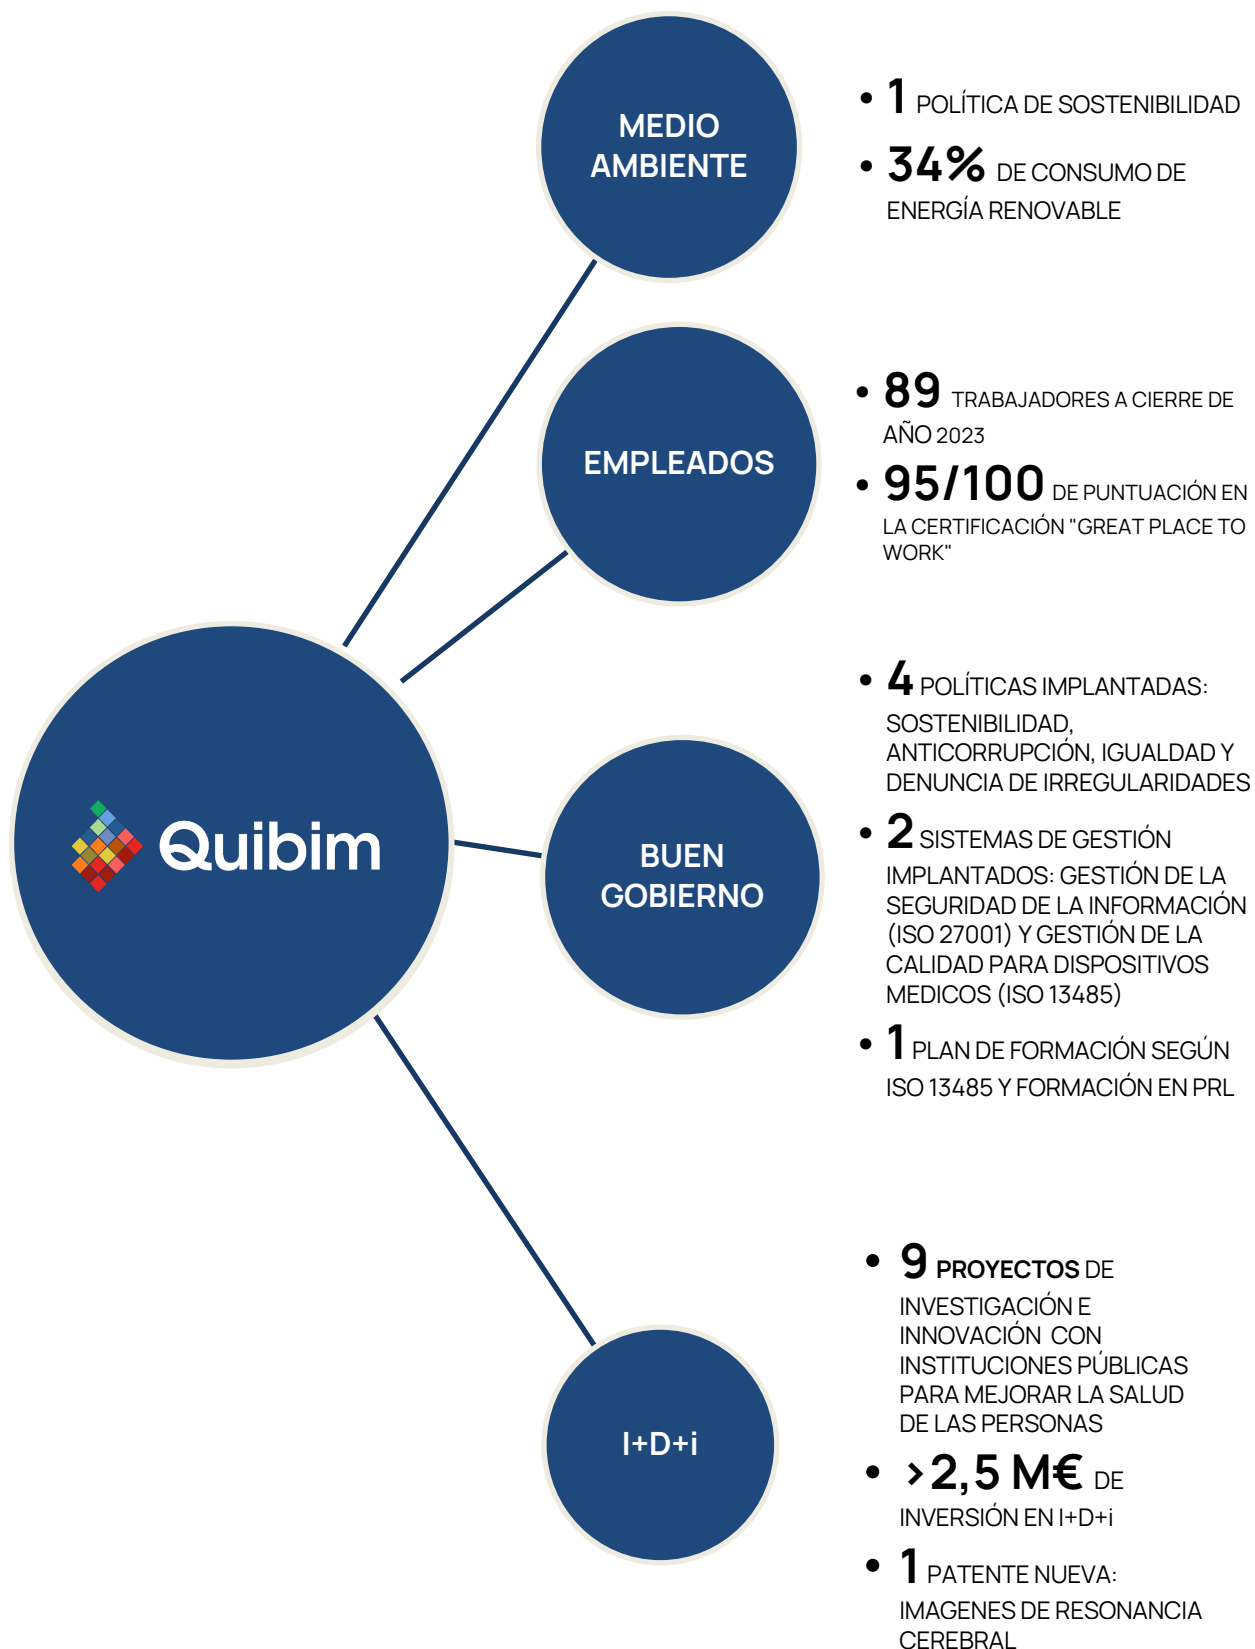 MEDIO
AMBIENTE
• 1 POLÍTICA DE SOSTENIBILIDAD
• 34% DE CONSUMO DE
ENERGÍA RENOVABLE
EMPLEADOS
• 89 TRABAJADORES A CIERRE DE
AÑO 2023
• 95/100 DE PUNTUACIÓN EN
LA CERTIFICACIÓN "GREAT PLACE TO
WORK"
Quibim
BUEN
GOBIERNO
• 4 POLÍTICAS IMPLANTADAS:
SOSTENIBILIDAD,
ANTICORRUPCIÓN, IGUALDAD Y
DENUNCIA DE IRREGULARIDADES
• 2 SISTEMAS DE GESTIÓN
IMPLANTADOS: GESTIÓN DE LA
SEGURIDAD DE LA INFORMACIÓN
(ISO 27001) Y GESTIÓN DE LA
CALIDAD PARA DISPOSITIVOS
MEDICOS (ISO 13485)
• 1 PLAN DE FORMACIÓN SEGÚN
ISO 13485 Y FORMACIÓN EN PRL
I+D+i
• 9 PROYECTOS DE
INVESTIGACIÓN E
INNOVACIÓN CON
INSTITUCIONES PÚBLICAS
PARA MEJORAR LA SALUD
DE LAS PERSONAS
• >2,5 M€ DE
INVERSIÓN EN I+D+i
• 1 PATENTE NUEVA:
IMAGENES DE RESONANCIA
CEREBRAL